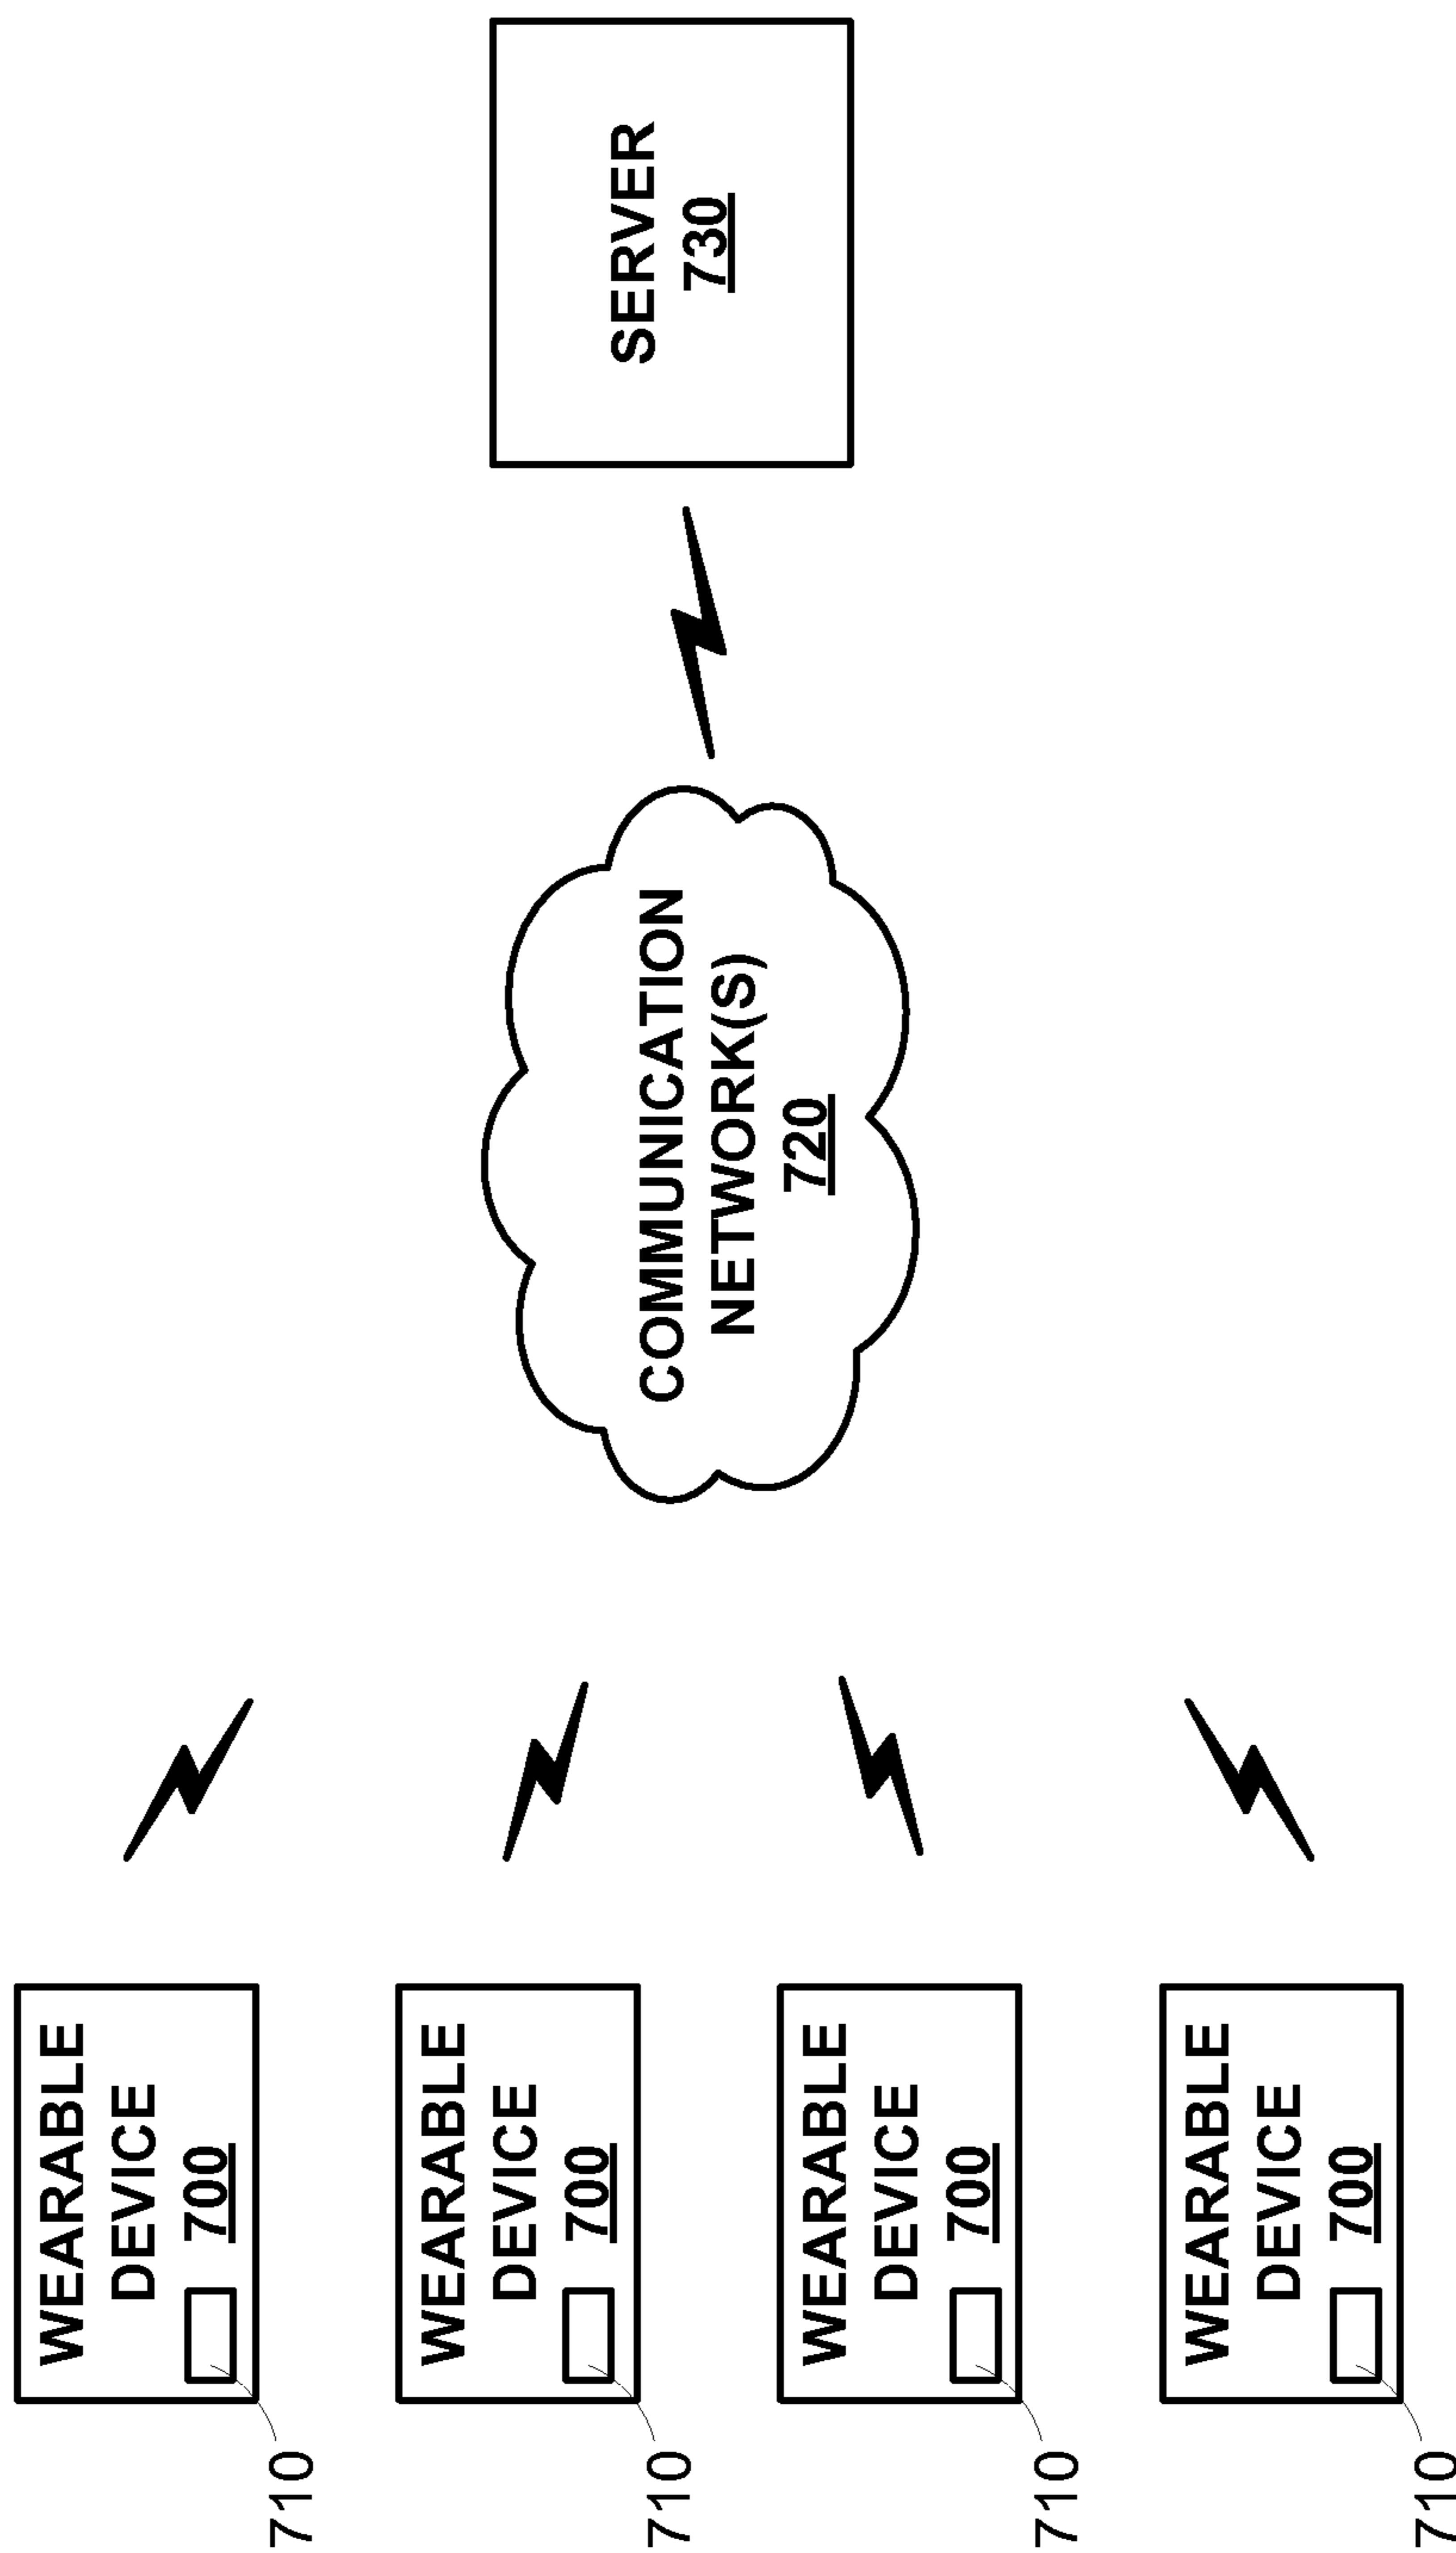 WEARABLE
DEVICE
700
710
WEARABLE
DEVICE
700
710
WEARABLE
DEVICE
700
710
WEARABLE
DEVICE
700
710
COMMUNICATION
NETWORK(S)
720
SERVER
730